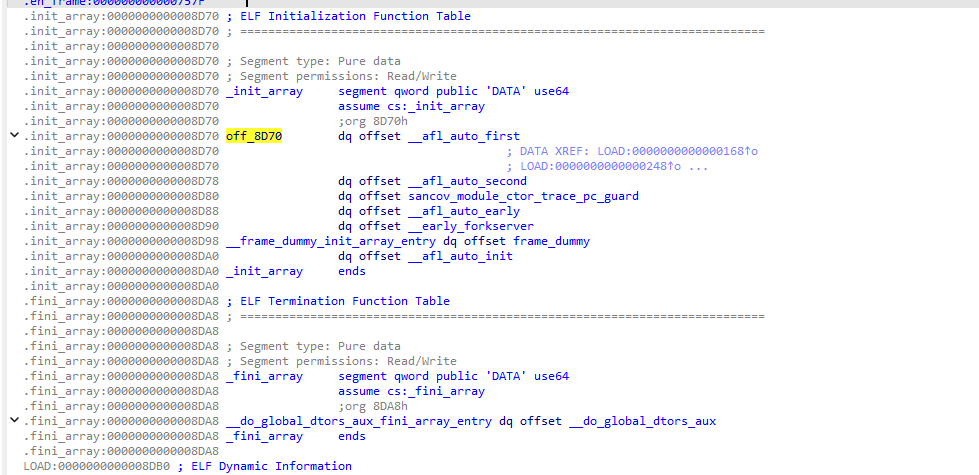 .init_array:0000000000008D70 ; ELF Initialization Function Table
.init_array:0000000000008D70 ; ===========================================================================
.init_array:0000000000008D70
.init_array:0000000000008D70 ; Segment type: Pure data
.init_array:0000000000008D70 ; Segment permissions: Read/Write
.init_array:0000000000008D70 _init_array segment qword public 'DATA' use64
.init_array:0000000000008D70 assume cs:_init_array
.init_array:0000000000008D70 ;org 8D70h
.init_array:0000000000008D70 off_8D70 dq offset __afl_auto_first
.init_array:0000000000008D70 ; DATA XREF: LOAD:0000000000000168↑o
.init_array:0000000000008D70 ; LOAD:0000000000000248↑o ...
.init_array:0000000000008D78 dq offset __afl_auto_second
.init_array:0000000000008D80 dq offset sancov_module_ctor_trace_pc_guard
.init_array:0000000000008D88 dq offset __afl_auto_early
.init_array:0000000000008D90 dq offset __early_forkserver
.init_array:0000000000008D98 __frame_dummy_init_array_entry dq offset frame_dummy
.init_array:0000000000008DA0 dq offset __afl_auto_init
.init_array:0000000000008DA0 _init_array ends
.init_array:0000000000008DA0
.fini_array:0000000000008DA8 ; ELF Termination Function Table
.fini_array:0000000000008DA8 ; ===========================================================================
.fini_array:0000000000008DA8
.fini_array:0000000000008DA8 ; Segment type: Pure data
.fini_array:0000000000008DA8 ; Segment permissions: Read/Write
.fini_array:0000000000008DA8 _fini_array segment qword public 'DATA' use64
.fini_array:0000000000008DA8 assume cs:_fini_array
.fini_array:0000000000008DA8 ;org 8DA8h
.fini_array:0000000000008DA8 __do_global_dtors_aux_fini_array_entry dq offset __do_global_dtors_aux
.fini_array:0000000000008DA8 _fini_array ends
.fini_array:0000000000008DA8
LOAD:0000000000008DB0 ; ELF Dynamic Information